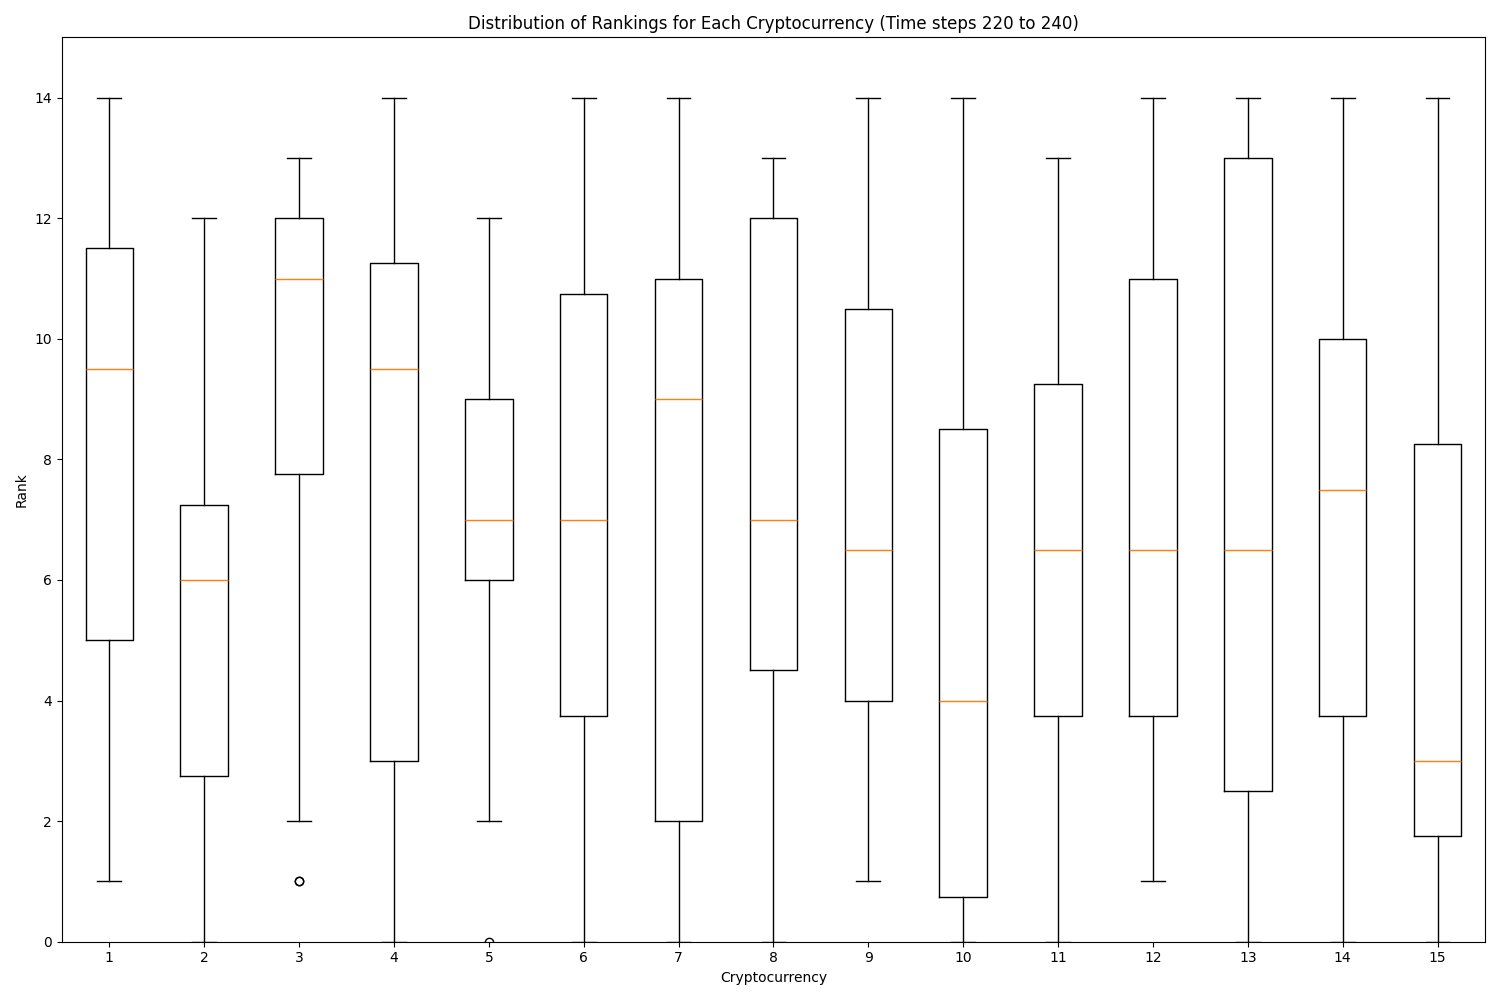 Distribution of Rankings for Each Cryptocurrency (Time steps 220 to 240)
Rank
14
12
10
8
6
4
2
0
1 2 3 4 5 6 7 8 9 10 11 12 13 14 15
Cryptocurrency